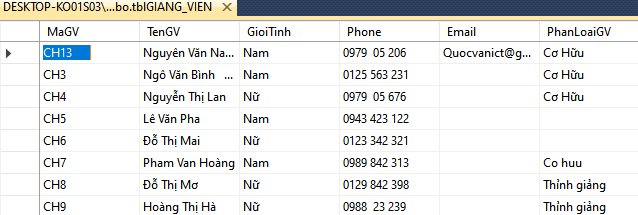 DESKTOP-KO01S03\...bo.tblGIANG_VIEN
MaGV TenGV GioiTinh Phone Email PhanLoaiGV
CH13 Nguyên Văn Na... Nam 0979 05 206 Quocvanict@g... Cơ Hữu
CH3 Ngô Văn Bình ... Nam 0125 563 231 Cơ Hữu
CH4 Nguyễn Thị Lan Nữ 0979 05 676 Cơ Hữu
CH5 Lê Văn Pha Nam 0943 423 122
CH6 Đỗ Thị Mai Nữ 0123 342 321
CH7 Pham Van Hoàng Nam 0989 842 313 Co huu
CH8 Đỗ Thị Mơ Nữ 0129 842 398 Thỉnh giảng
CH9 Hoàng Thị Hà Nữ 0988 23 239 Thỉnh giảng